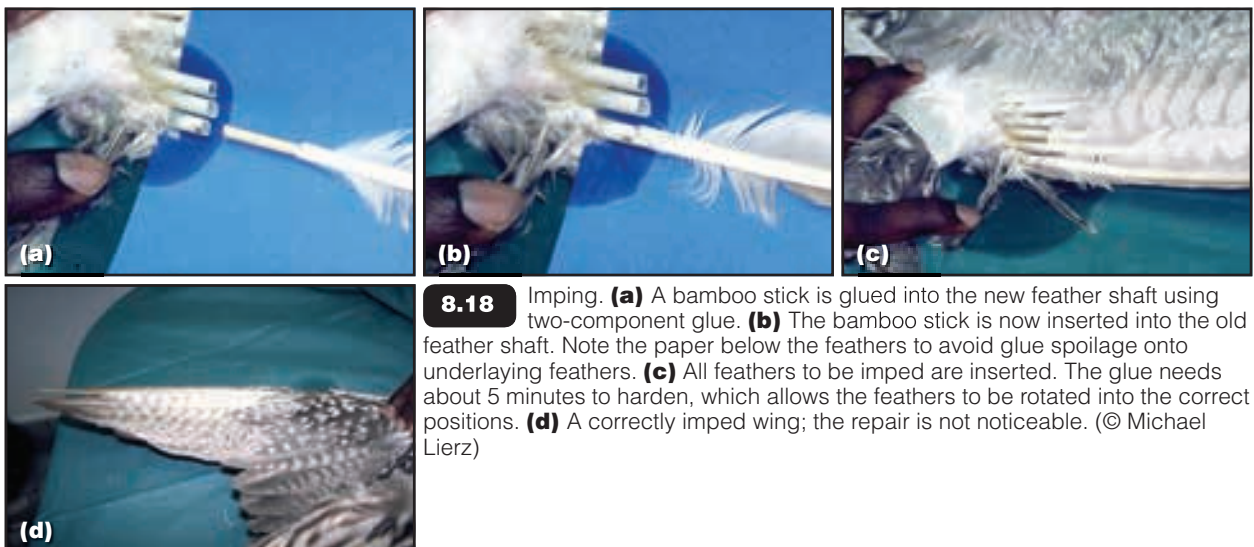 (a)
(b)
(c)
(d)
8.18
Imping. (a) A bamboo stick is glued into the new feather shaft using
two-component glue. (b) The bamboo stick is now inserted into the old
feather shaft. Note the paper below the feathers to avoid glue spoilage onto
underlaying feathers. (c) All feathers to be imped are inserted. The glue needs
about 5 minutes to harden, which allows the feathers to be rotated into the correct
positions. (d) A correctly imped wing; the repair is not noticeable. (© Michael
Lierz)